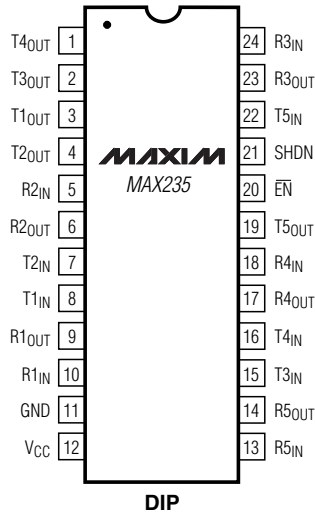 T4OUT 1 24 R3IN
T3OUT 2 23 R3OUT
T1OUT 3 22 T5IN
T2OUT 4 MAXIM 21 SHDN
R2IN 5 MAX235 20 E̅N̅
R2OUT 6 19 T5OUT
T2IN 7 18 R4IN
T1IN 8 17 R4OUT
R1OUT 9 16 T4IN
R1IN 10 15 T3IN
GND 11 14 R5OUT
VCC 12 13 R5IN
DIP